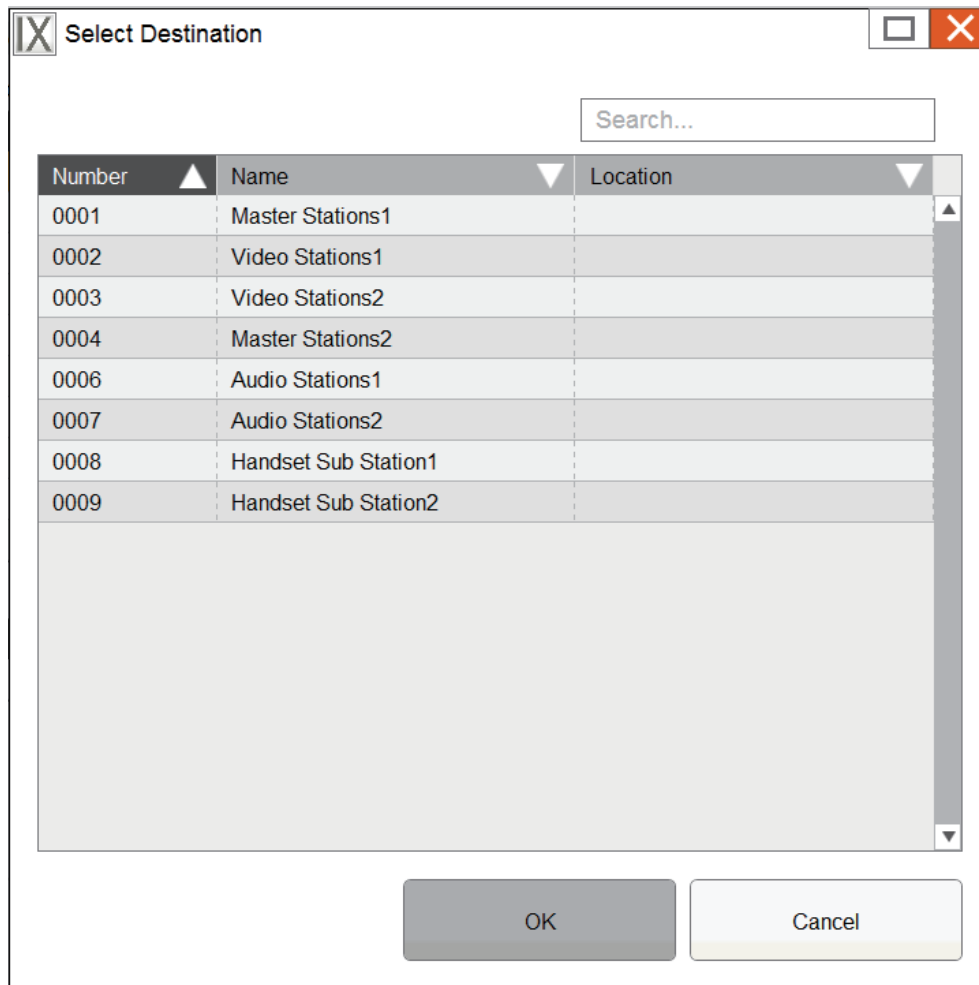 IX Select Destination
Search...
Number Name Location
0001 Master Stations1
0002 Video Stations1
0003 Video Stations2
0004 Master Stations2
0006 Audio Stations1
0007 Audio Stations2
0008 Handset Sub Station1
0009 Handset Sub Station2
OK Cancel